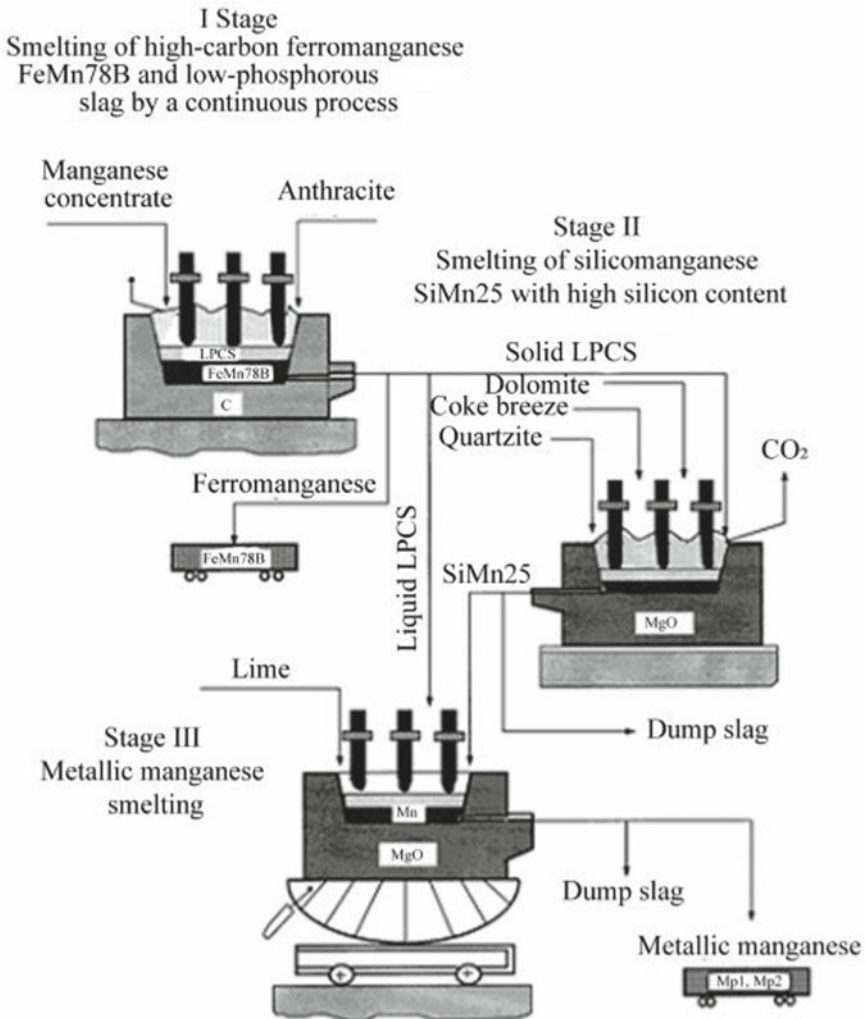 I Stage
Smelting of high-carbon ferromanganese
FeMn78B and low-phosphorous
slag by a continuous process
Manganese
concentrate
Anthracite
Stage II
Smelting of silicomanganese
SiMn25 with high silicon content
LPCS
FeMn78B
C
Solid LPCS
Dolomite
Coke breeze
Quartzite
CO₂
Ferromanganese
FeMn78B
Liquid LPCS
SiMn25
MgO
Lime
Dump slag
Stage III
Metallic manganese
smelting
Mn
MgO
Dump slag
Metallic manganese
Mp1, Mp2